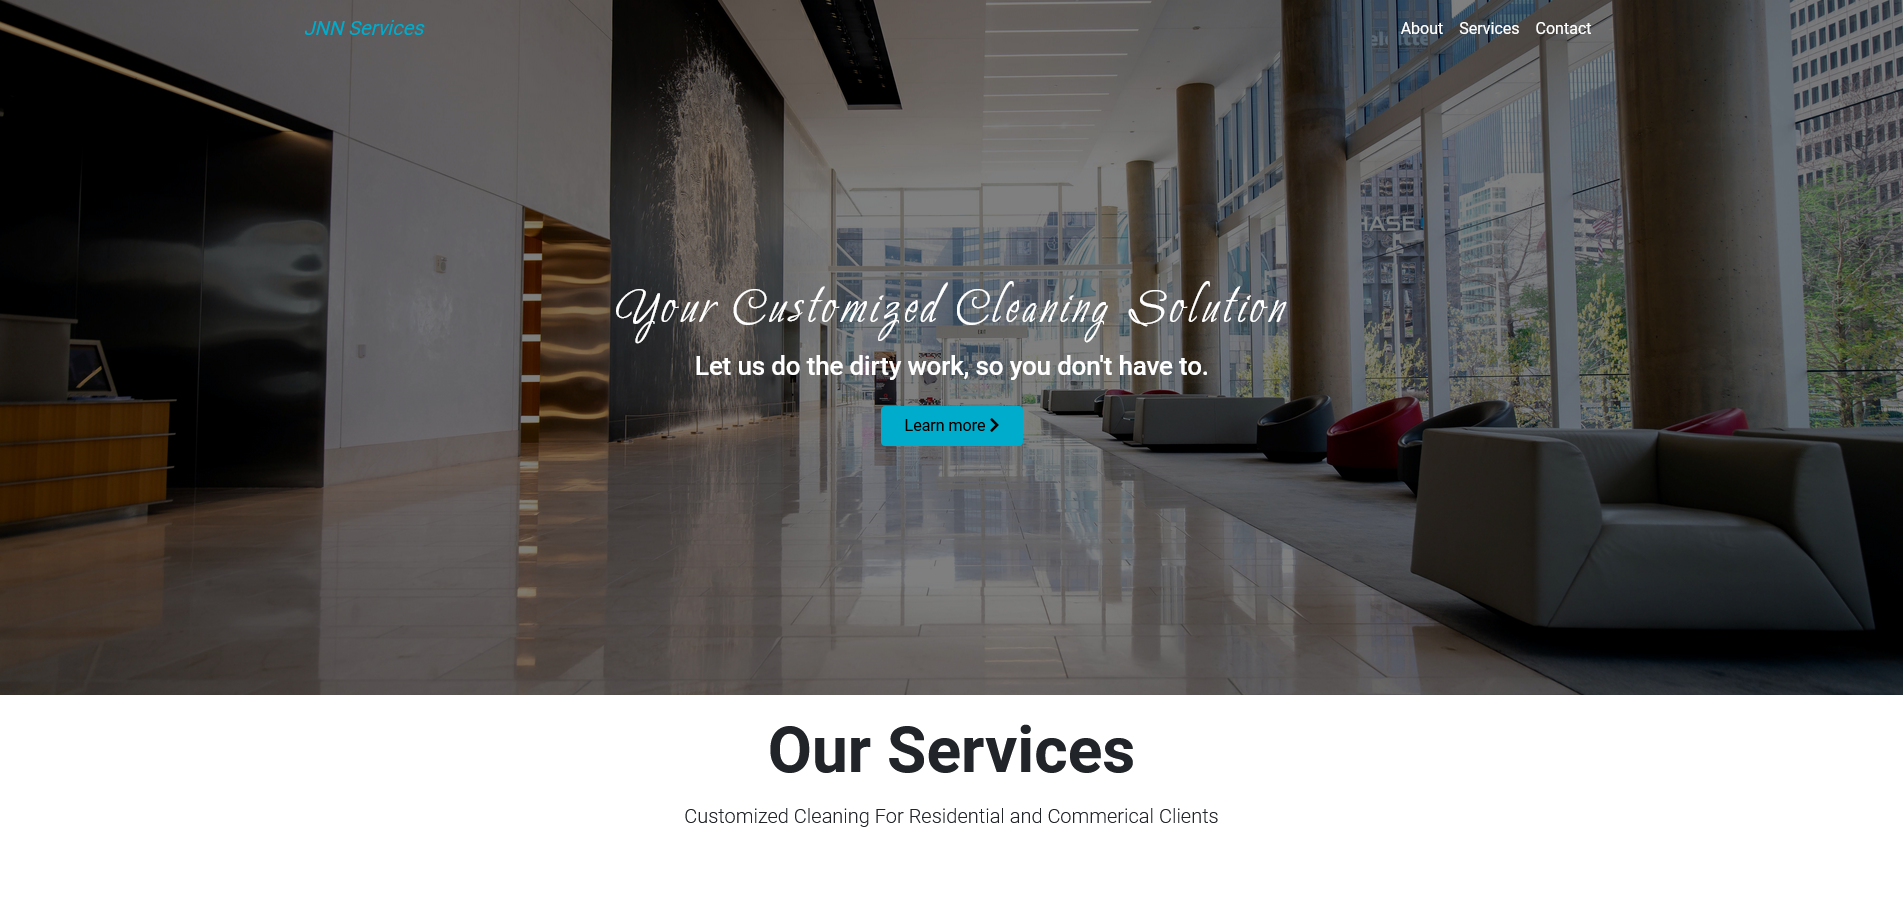 JNN Services
About Services Contact
Your Customized Cleaning Solution
Let us do the dirty work, so you don't have to.
Learn more
Our Services
Customized Cleaning For Residential and Commerical Clients